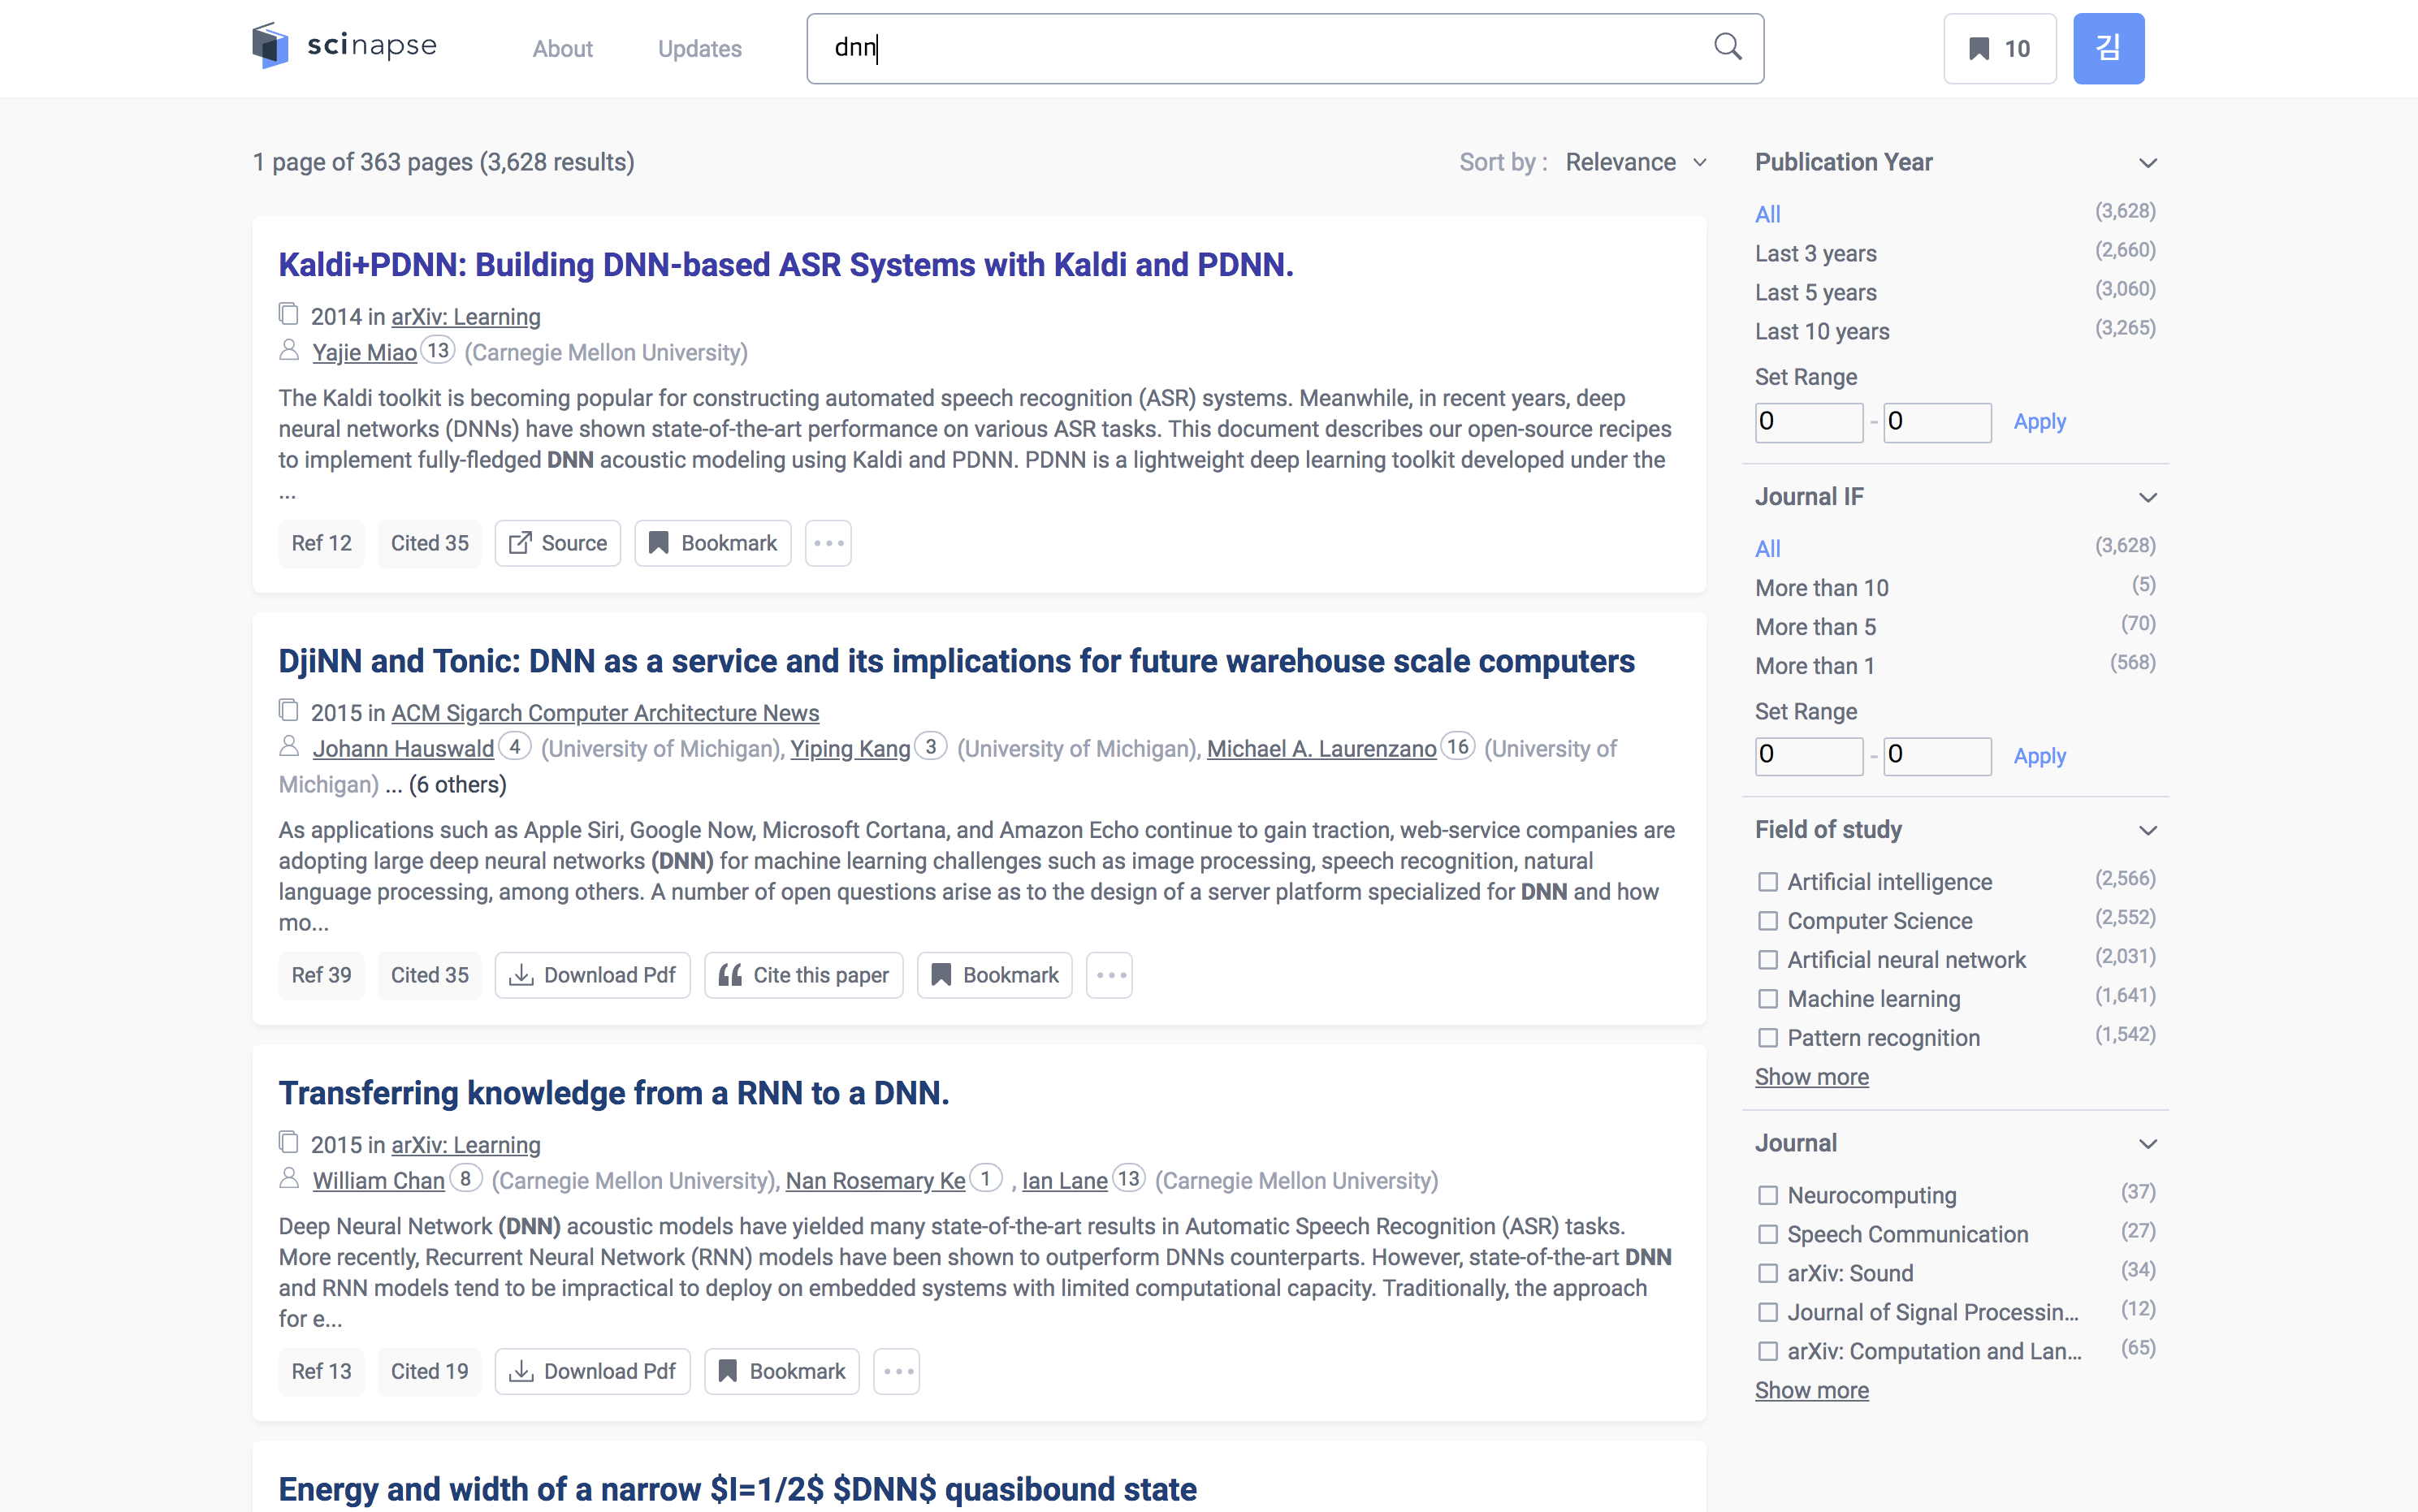 scinapse
About
Updates
dnn
10
김
1 page of 363 pages (3,628 results)
Sort by : Relevance
Kaldi+PDNN: Building DNN-based ASR Systems with Kaldi and PDNN.
2014 in arXiv: Learning
Yajie Miao 13 (Carnegie Mellon University)
The Kaldi toolkit is becoming popular for constructing automated speech recognition (ASR) systems. Meanwhile, in recent years, deep
neural networks (DNNs) have shown state-of-the-art performance on various ASR tasks. This document describes our open-source recipes
to implement fully-fledged DNN acoustic modeling using Kaldi and PDNN. PDNN is a lightweight deep learning toolkit developed under the
...
Ref 12 Cited 35 Source Bookmark
DjiNN and Tonic: DNN as a service and its implications for future warehouse scale computers
2015 in ACM Sigarch Computer Architecture News
Johann Hauswald 4 (University of Michigan), Yiping Kang 3 (University of Michigan), Michael A. Laurenzano 16 (University of
Michigan) ... (6 others)
As applications such as Apple Siri, Google Now, Microsoft Cortana, and Amazon Echo continue to gain traction, web-service companies are
adopting large deep neural networks (DNN) for machine learning challenges such as image processing, speech recognition, natural
language processing, among others. A number of open questions arise as to the design of a server platform specialized for DNN and how
mo...
Ref 39 Cited 35 Download Pdf Cite this paper Bookmark
Transferring knowledge from a RNN to a DNN.
2015 in arXiv: Learning
William Chan 8 (Carnegie Mellon University), Nan Rosemary Ke 1 , Ian Lane 13 (Carnegie Mellon University)
Deep Neural Network (DNN) acoustic models have yielded many state-of-the-art results in Automatic Speech Recognition (ASR) tasks.
More recently, Recurrent Neural Network (RNN) models have been shown to outperform DNNs counterparts. However, state-of-the-art DNN
and RNN models tend to be impractical to deploy on embedded systems with limited computational capacity. Traditionally, the approach
for e...
Ref 13 Cited 19 Download Pdf Bookmark
Energy and width of a narrow $I=1/2$ $DNN$ quasibound state
Publication Year
All (3,628)
Last 3 years (2,660)
Last 5 years (3,060)
Last 10 years (3,265)
Set Range
0 - 0 Apply
Journal IF
All (3,628)
More than 10 (5)
More than 5 (70)
More than 1 (568)
Set Range
0 - 0 Apply
Field of study
Artificial intelligence (2,566)
Computer Science (2,552)
Artificial neural network (2,031)
Machine learning (1,641)
Pattern recognition (1,542)
Show more
Journal
Neurocomputing (37)
Speech Communication (27)
arXiv: Sound (34)
Journal of Signal Processin... (12)
arXiv: Computation and Lan... (65)
Show more